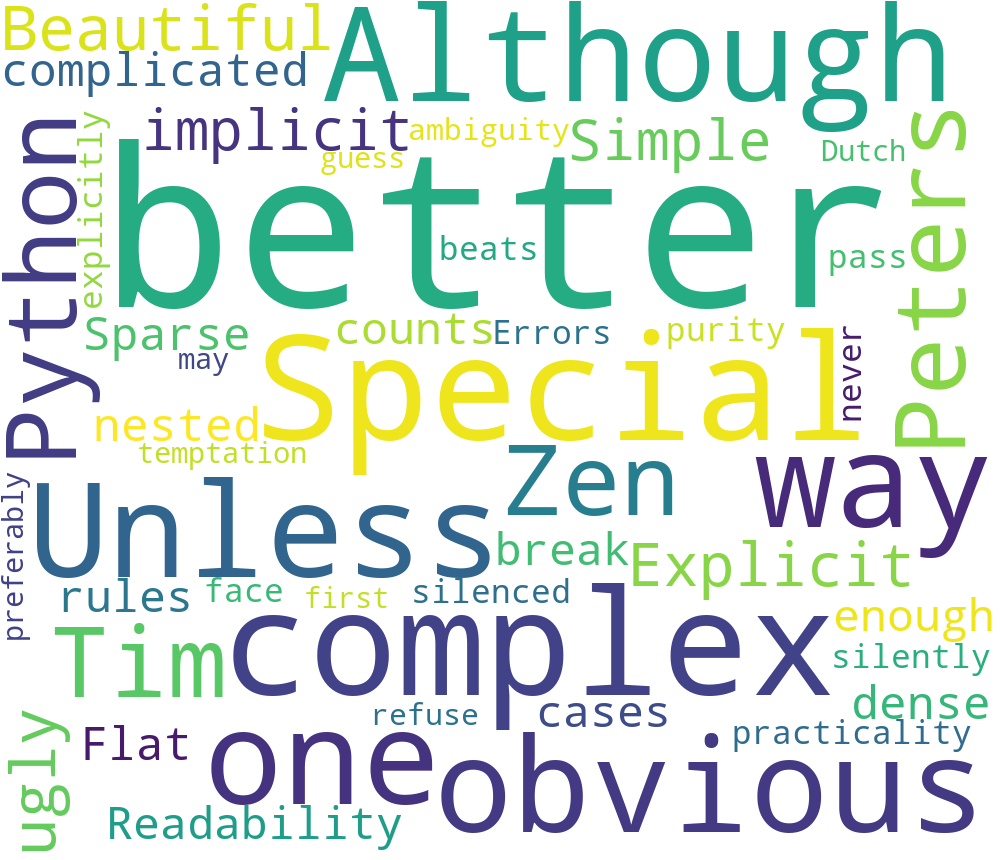 Beautiful
Although
complicated
implicit
ambiguity
Simple
Dutch
guess
Python
explicitly
better
Peters
beats
pass
Sparse
counts
Errors
purity
may
Special
never
nested
temptation
Zen
way
preferably
Unless
break
Explicit
rules
face
first
silenced
complex
enough
Tim
silently
refuse
cases
dense
ugly
Flat
one
obvious
practicality
Readability